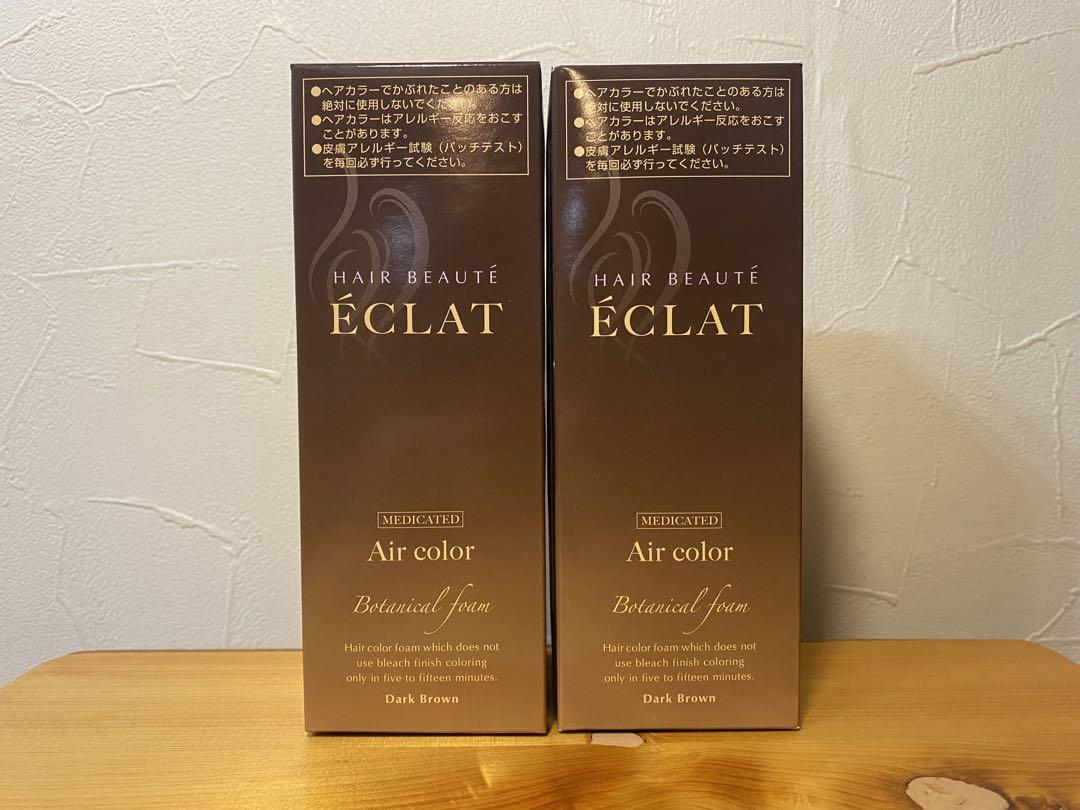 ●ヘアカラーでかぶれたことのある方は
絶対に使用しないでください。
●ヘアカラーはアレルギー反応をおこす
ことがあります。
●皮膚アレルギー試験（パッチテスト）
を毎回必ず行ってください。
HAIR BEAUTÉ
ÉCLAT
MEDICATED
Air color
Botanical foam
Hair color foam which does not
use bleach finish coloring
only in five to fifteen minutes.
Dark Brown
●ヘアカラーでかぶれたことのある方は
絶対に使用しないでください。
●ヘアカラーはアレルギー反応をおこす
ことがあります。
●皮膚アレルギー試験（パッチテスト）
を毎回必ず行ってください。
HAIR BEAUTÉ
ÉCLAT
MEDICATED
Air color
Botanical foam
Hair color foam which does not
use bleach finish coloring
only in five to fifteen minutes.
Dark Brown